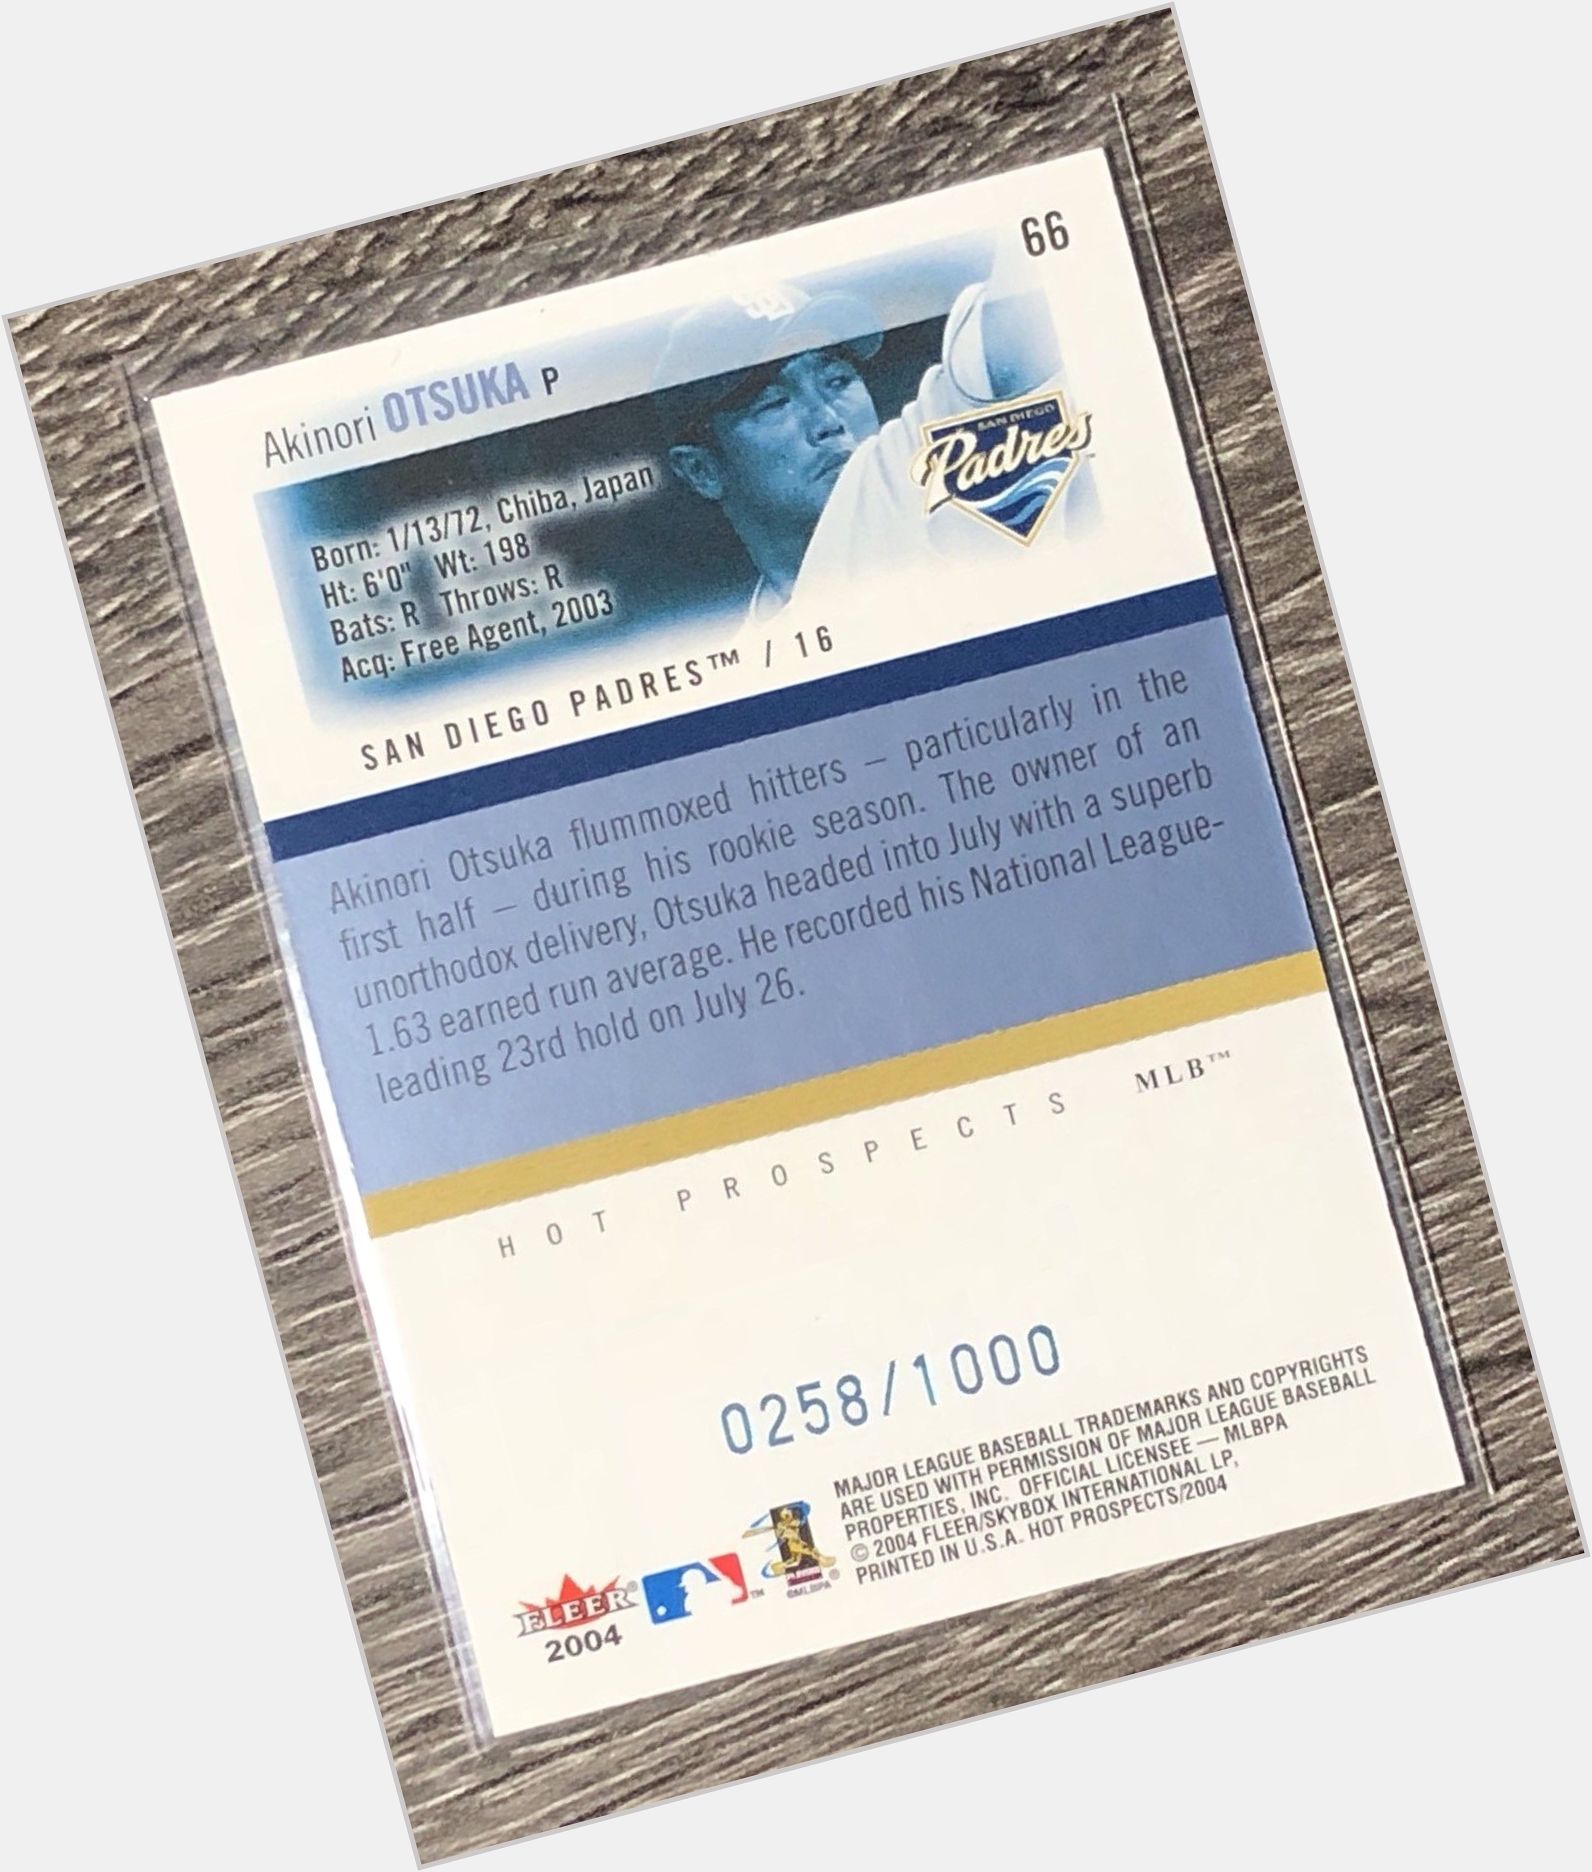 66
Akinori OTSUKA P
Born: 1/13/72, Chiba, Japan
Ht: 6'0" Wt: 198
Bats: R Throws: R
Acq: Free Agent, 2003
SAN DIEGO
Padres
SAN DIEGO PADRES™ / 16
Akinori Otsuka flummoxed hitters – particularly in the
first half – during his rookie season. The owner of an
unorthodox delivery, Otsuka headed into July with a superb
1.63 earned run average. He recorded his National League-
leading 23rd hold on July 26.
HOT PROSPECTS MLB™
0258/1000
MAJOR LEAGUE BASEBALL TRADEMARKS AND COPYRIGHTS
ARE USED WITH PERMISSION OF MAJOR LEAGUE BASEBALL
PROPERTIES, INC. OFFICIAL LICENSEE — MLBPA
© 2004 FLEER/SKYBOX INTERNATIONAL LP,
PRINTED IN U.S.A. HOT PROSPECTS/2004
FLEER®
2004
™
©MLBPA